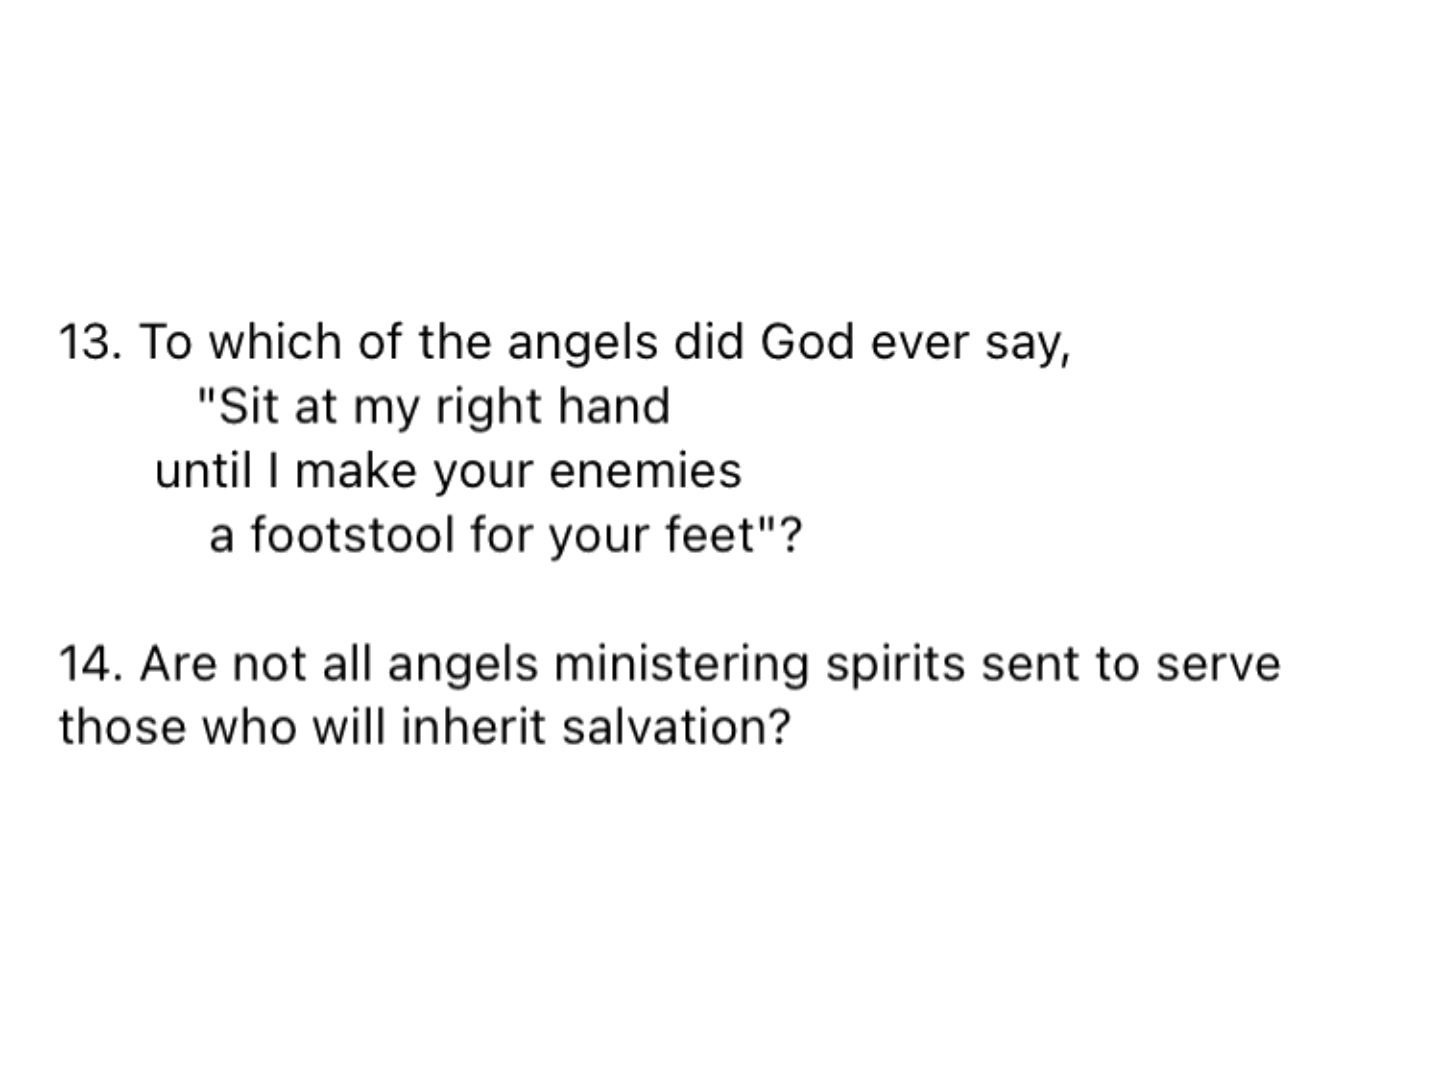 13. To which of the angels did God ever say,
"Sit at my right hand
until I make your enemies
a footstool for your feet"?
14. Are not all angels ministering spirits sent to serve
those who will inherit salvation?